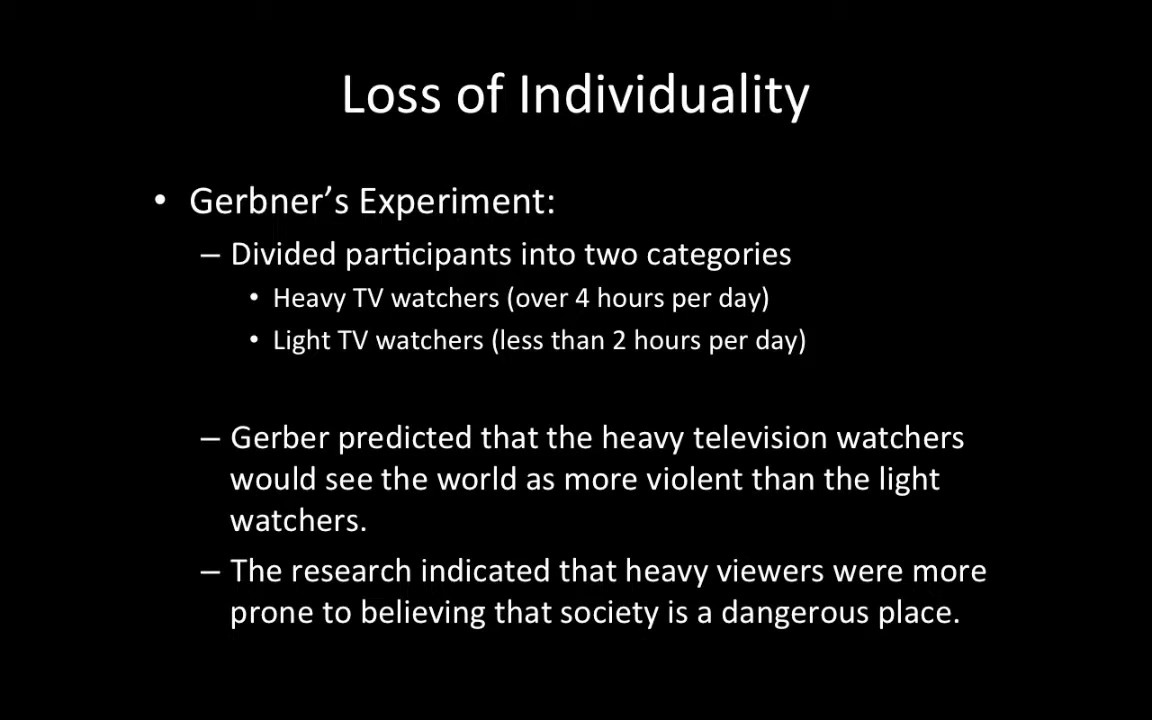 Loss of Individuality
• Gerbner’s Experiment:
– Divided participants into two categories
• Heavy TV watchers (over 4 hours per day)
• Light TV watchers (less than 2 hours per day)
– Gerber predicted that the heavy television watchers
would see the world as more violent than the light
watchers.
– The research indicated that heavy viewers were more
prone to believing that society is a dangerous place.